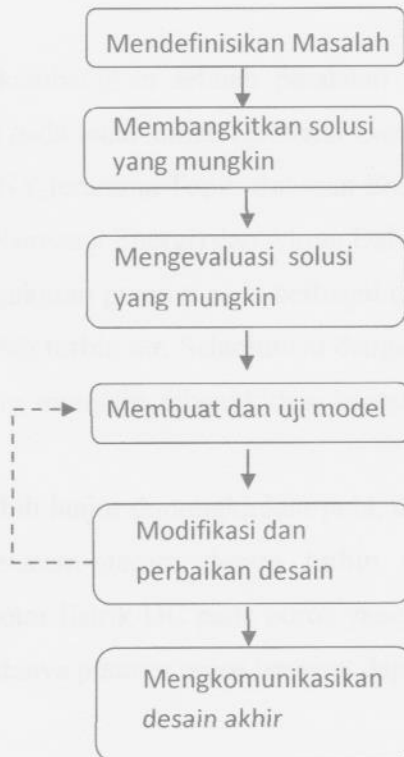 Mendefinisikan Masalah
Membangkitkan solusi
yang mungkin
Mengevaluasi solusi
yang mungkin
Membuat dan uji model
Modifikasi dan
perbaikan desain
Mengkomunikasikan
desain akhir